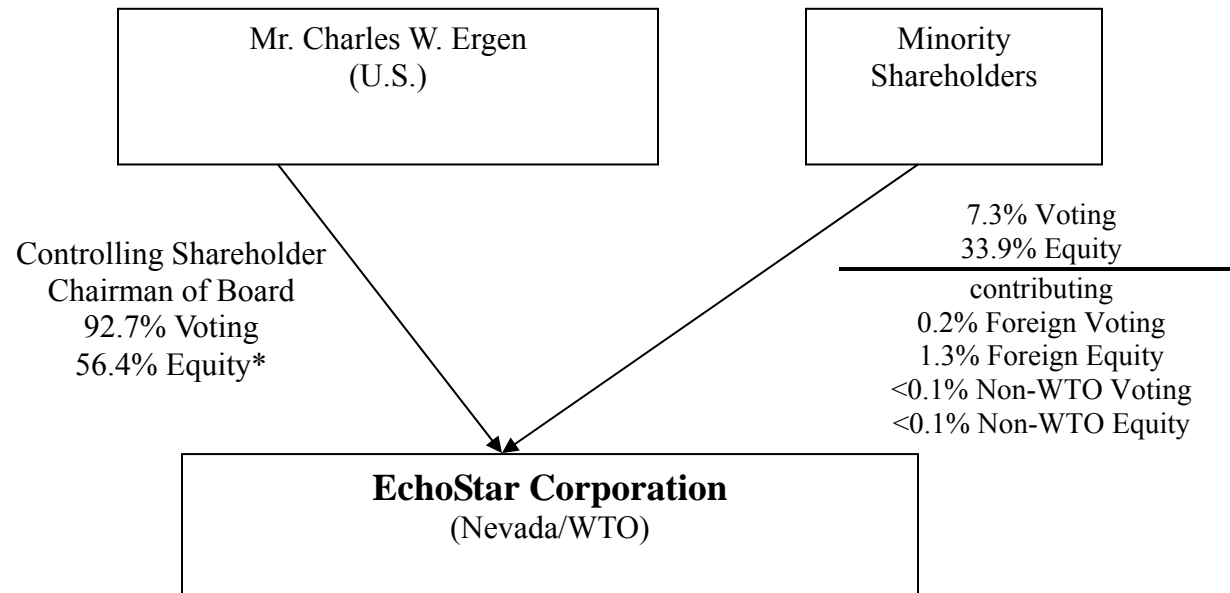 Mr. Charles W. Ergen
(U.S.)
Minority
Shareholders
Controlling Shareholder
Chairman of Board
92.7% Voting
56.4% Equity*
7.3% Voting
33.9% Equity
contributing
0.2% Foreign Voting
1.3% Foreign Equity
<0.1% Non-WTO Voting
<0.1% Non-WTO Equity
EchoStar Corporation
(Nevada/WTO)